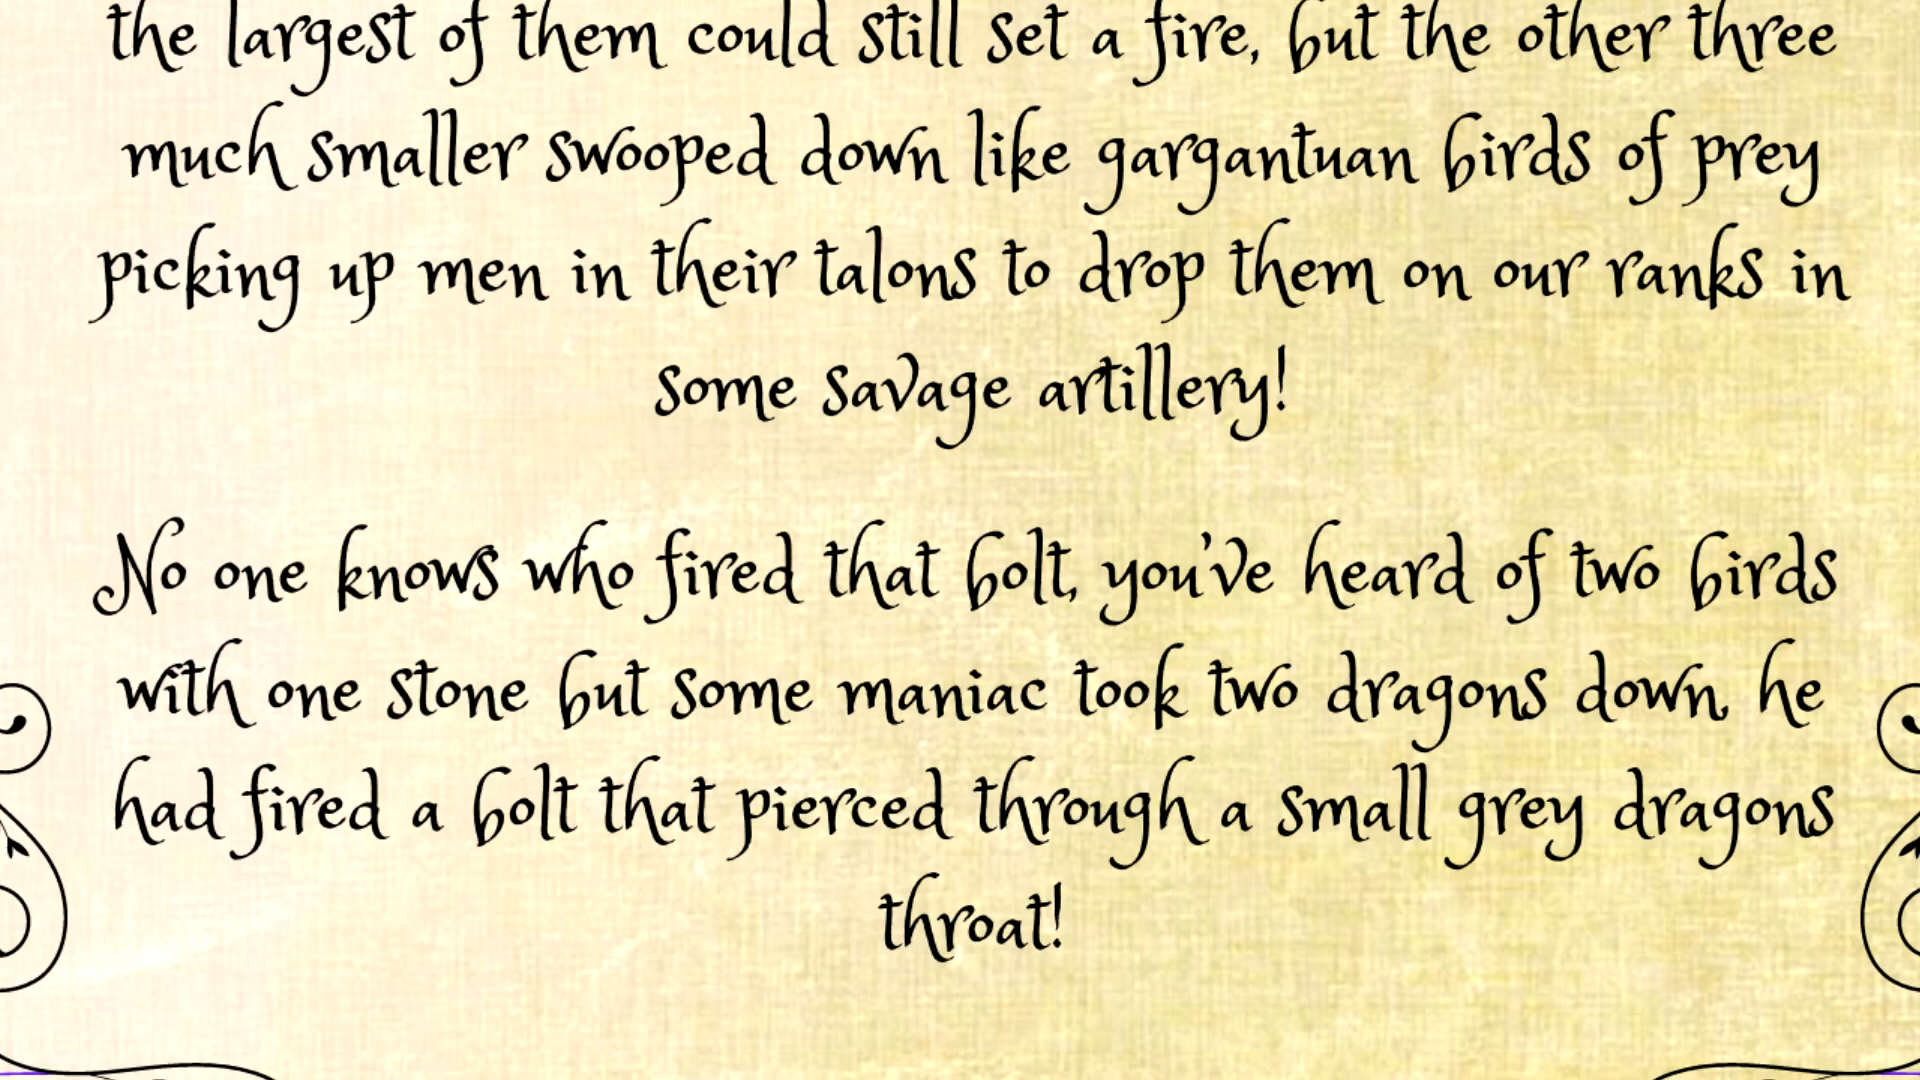 the largest of them could still set a fire, but the other three
much smaller swooped down like gargantuan birds of prey
picking up men in their talons to drop them on our ranks in
some savage artillery!
No one knows who fired that bolt, you've heard of two birds
with one stone but some maniac took two dragons down, he
had fired a bolt that pierced through a small grey dragons
throat!